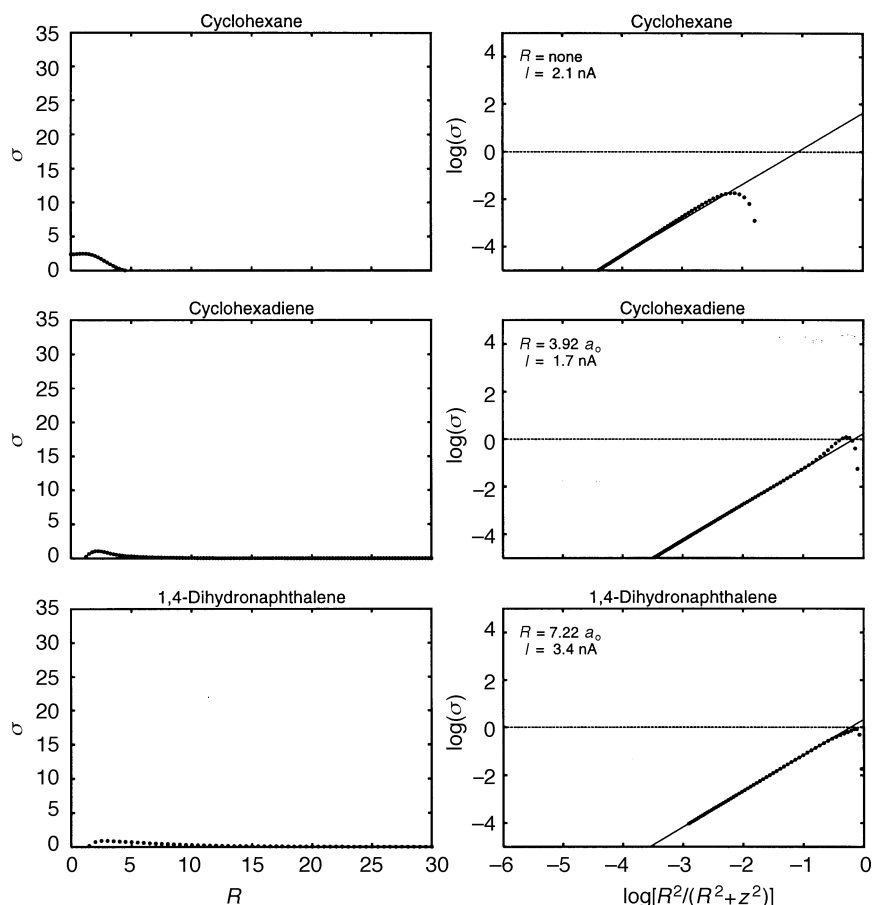 Cyclohexane
35
30
25
20
15
10
5
0
σ
Cyclohexane
4
2
0
−2
−4
log(σ)
R = none
I = 2.1 nA
Cyclohexadiene
35
30
25
20
15
10
5
0
σ
Cyclohexadiene
4
2
0
−2
−4
log(σ)
R = 3.92 aₒ
I = 1.7 nA
1,4-Dihydronaphthalene
35
30
25
20
15
10
5
0
σ
0 5 10 15 20 25 30
R
1,4-Dihydronaphthalene
4
2
0
−2
−4
log(σ)
R = 7.22 aₒ
I = 3.4 nA
−6 −5 −4 −3 −2 −1 0
log[R²/(R²+z²)]